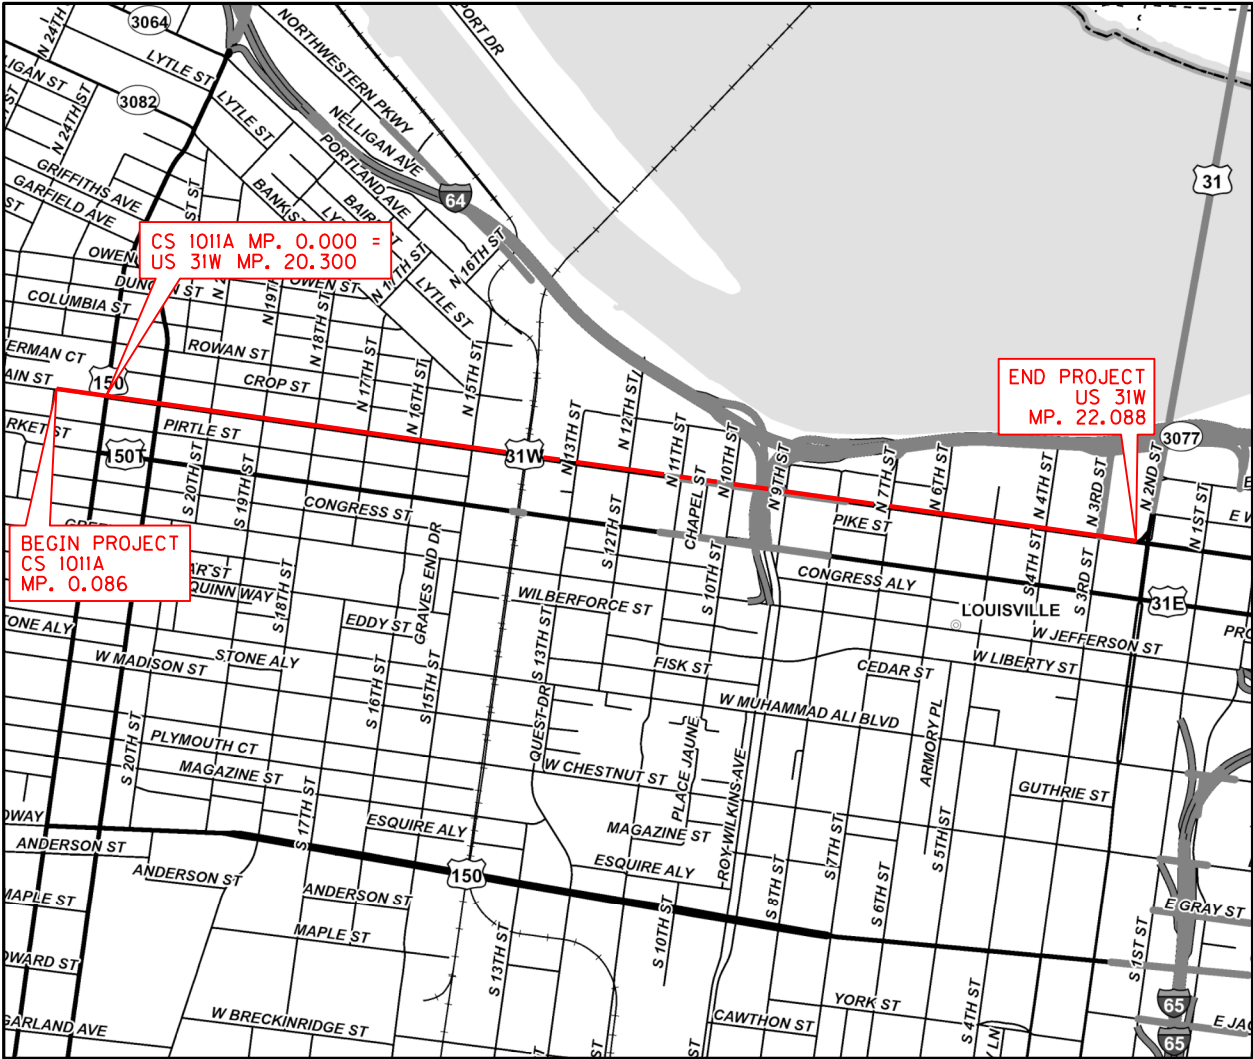 3064
N 24TH
LYTLE ST
NORTHWESTERN PKWY
PORT DR
LIGAN ST
3082
N 24TH ST
LYTLE ST
NELLIGAN AVE
PORTLAND AVE
31
64
GRIFFITHS AVE
GARFIELD AVE
ST
BANK ST
N 16TH ST
CS 1011A MP. 0.000 =
US 31W MP. 20.300
OWEN ST
LYTLE ST
COLUMBIA ST
N 18TH ST
ERMAN CT
ROWAN ST
N 17TH ST
N 16TH ST
N 15TH ST
AIN ST
150
CROP ST
END PROJECT
US 31W
MP. 22.088
RKET ST
PIRTLE ST
150T
31W
N 13TH ST
N 12TH ST
N 11TH ST
N 10TH ST
N 9TH ST
N 7TH ST
N 6TH ST
N 4TH ST
N 3RD ST
N 2ND ST
N 1ST ST
3077
S 20TH ST
S 19TH ST
CONGRESS ST
S 12TH ST
CHAPEL ST
PIKE ST
E W
BEGIN PROJECT
CS 1011A
MP. 0.086
QUINN WAY
S 18TH ST
GRAVES END DR
S 10TH ST
CONGRESS ALY
S 4TH ST
S 3RD ST
31E
LOUISVILLE
WILBERFORCE ST
EDDY ST
TONE ALY
W JEFFERSON ST
PRO
W MADISON ST
STONE ALY
S 16TH ST
S 15TH ST
S 13TH ST
FISK ST
CEDAR ST
W LIBERTY ST
W MUHAMMAD ALI BLVD
QUEST DR
S 20TH ST
PLYMOUTH CT
MAGAZINE ST
W CHESTNUT ST
PLACE JAUNE
ROY WILKINS AVE
ARMORY PL
GUTHRIE ST
DWAY
ANDERSON ST
S 17TH ST
ESQUIRE ALY
MAGAZINE ST
ESQUIRE ALY
S 7TH ST
S 5TH ST
ANDERSON ST
150
S 8TH ST
S 6TH ST
MAPLE ST
ANDERSON ST
MAPLE ST
S 13TH ST
S 10TH ST
E GRAY ST
S 1ST ST
OWARD ST
65
YORK ST
S 4TH ST
GARLAND AVE
W BRECKINRIDGE ST
CAWTHON ST
Y LN
65
E JAC
ST
ST